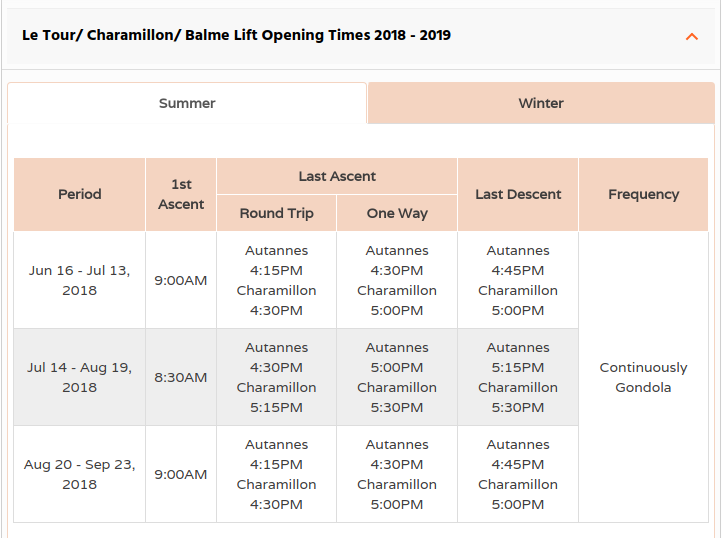 Le Tour/ Charamillon/ Balme Lift Opening Times 2018 - 2019
Summer
Winter
Period
1st
Ascent
Last Ascent
Round Trip
One Way
Last Descent
Frequency
Jun 16 - Jul 13,
2018
9:00AM
Autannes
4:15PM
Charamillon
4:30PM
Autannes
4:30PM
Charamillon
5:00PM
Autannes
4:45PM
Charamillon
5:00PM
Continuously
Gondola
Jul 14 - Aug 19,
2018
8:30AM
Autannes
4:30PM
Charamillon
5:15PM
Autannes
5:00PM
Charamillon
5:30PM
Autannes
5:15PM
Charamillon
5:30PM
Aug 20 - Sep 23,
2018
9:00AM
Autannes
4:15PM
Charamillon
4:30PM
Autannes
4:30PM
Charamillon
5:00PM
Autannes
4:45PM
Charamillon
5:00PM